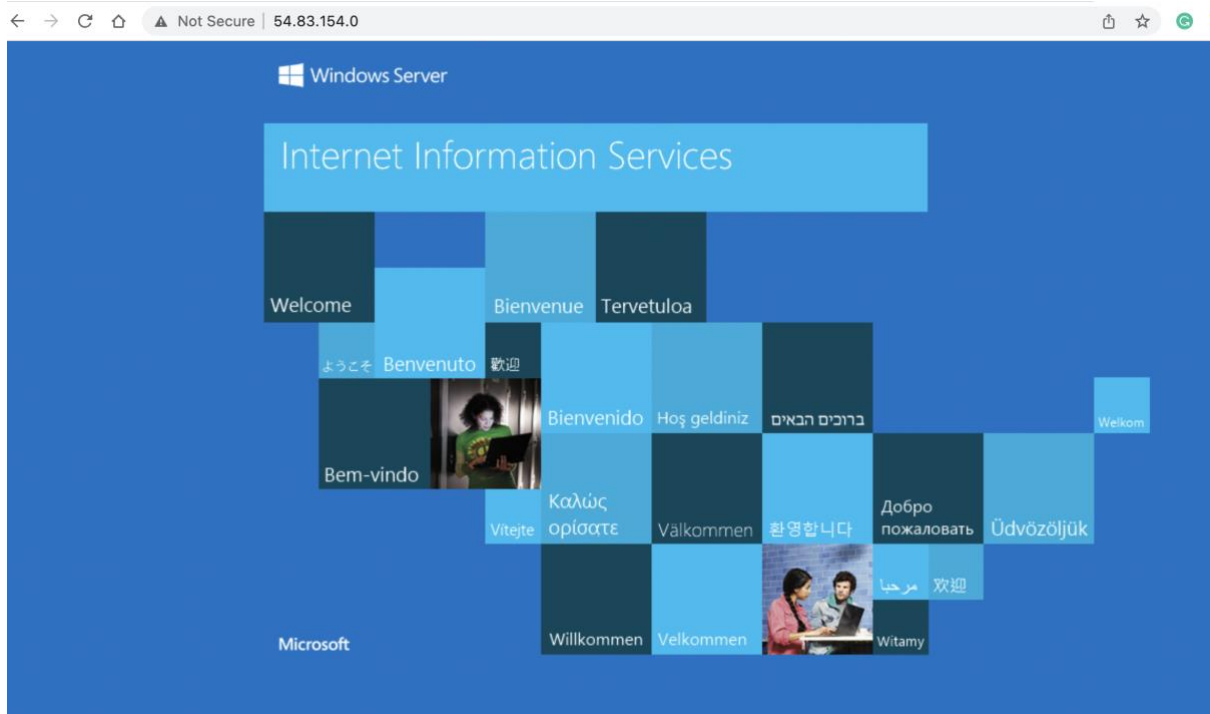 Not Secure
54.83.154.0
Windows Server
Internet Information Services
Welcome
Bienvenue
Tervetuloa
ようこそ
Benvenuto
歡迎
Bienvenido
Hoş geldiniz
ברוכים הבאים
Welkom
Bem-vindo
Vítejte
Καλώς
ορίσατε
Välkommen
환영합니다
Добро
пожаловать
Üdvözöljük
مرحبا
欢迎
Willkommen
Velkommen
Witamy
Microsoft